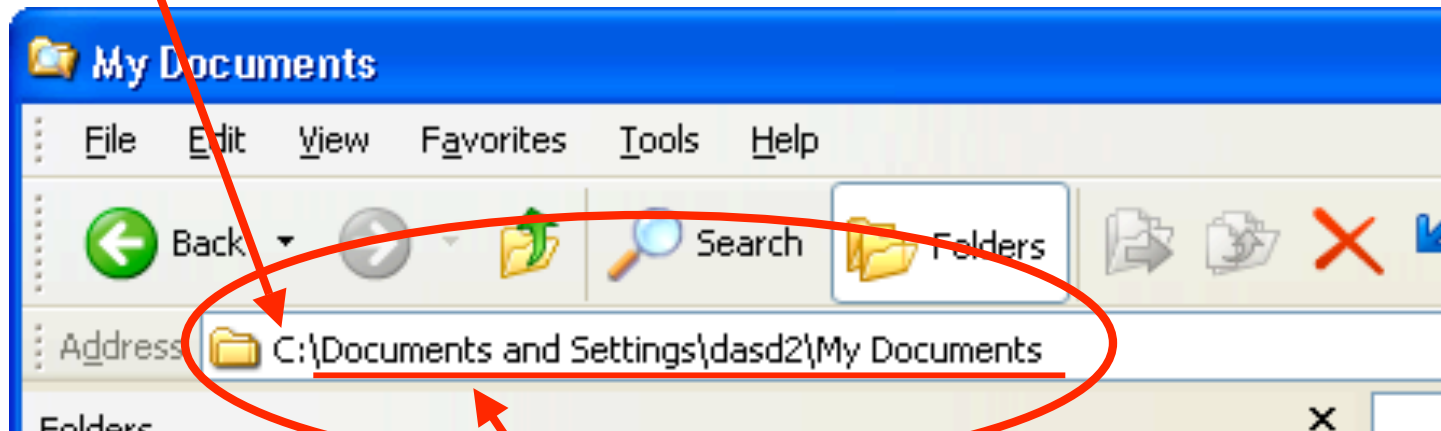 My Documents
File Edit View Favorites Tools Help
Back Search Folders
Address C:\Documents and Settings\dasd2\My Documents
Folders